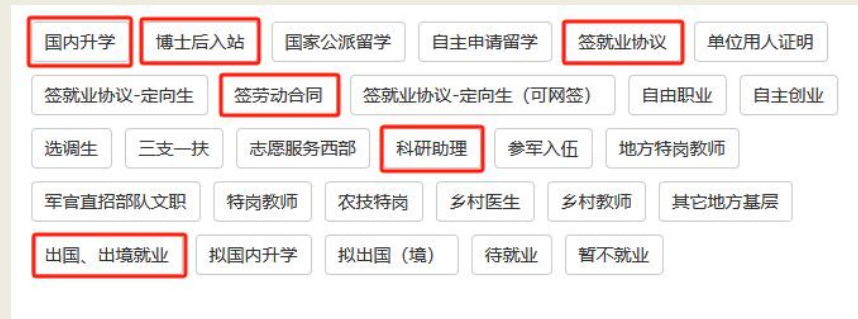 国内升学 博士后入站 国家公派留学 自主申请留学 签就业协议 单位用人证明
签就业协议-定向生 签劳动合同 签就业协议-定向生（可网签） 自由职业 自主创业
选调生 三支一扶 志愿服务西部 科研助理 参军入伍 地方特岗教师
军官直招部队文职 特岗教师 农技特岗 乡村医生 乡村教师 其它地方基层
出国、出境就业 拟国内升学 拟出国（境） 待就业 暂不就业